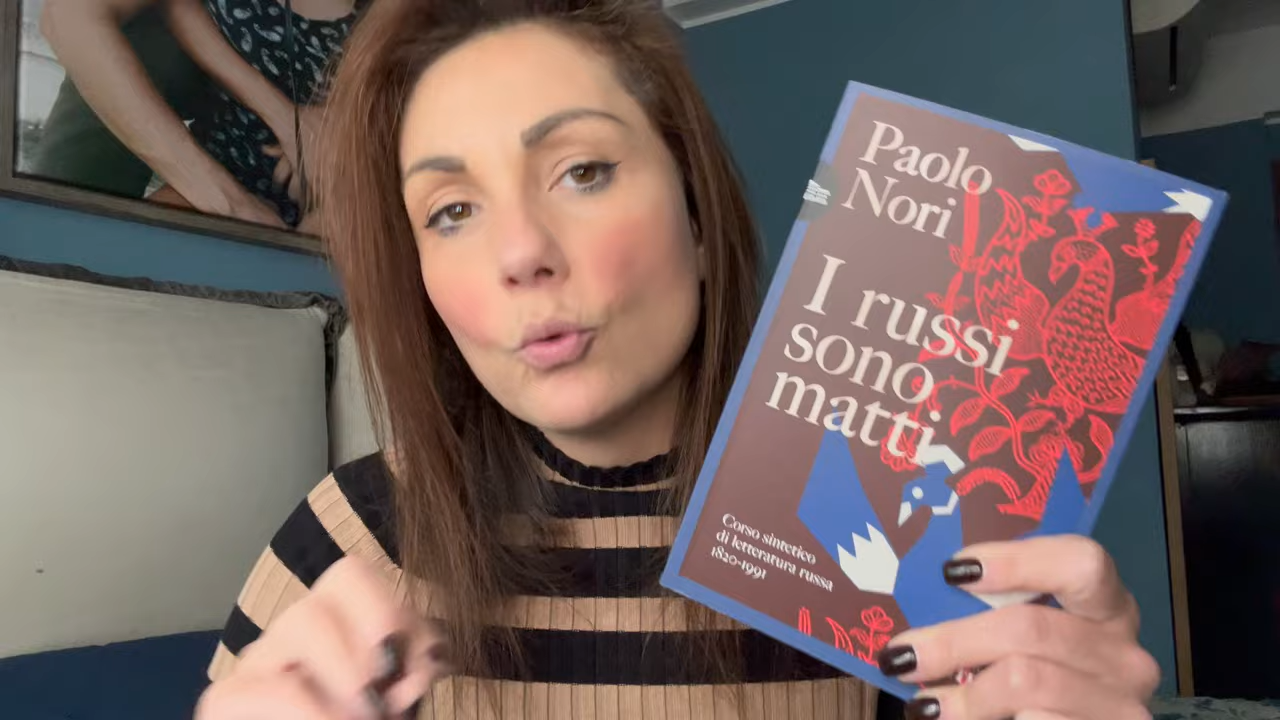 Paolo
Nori
I russi
sono
matti
Corso sintetico
di letteratura russa
1820-1991